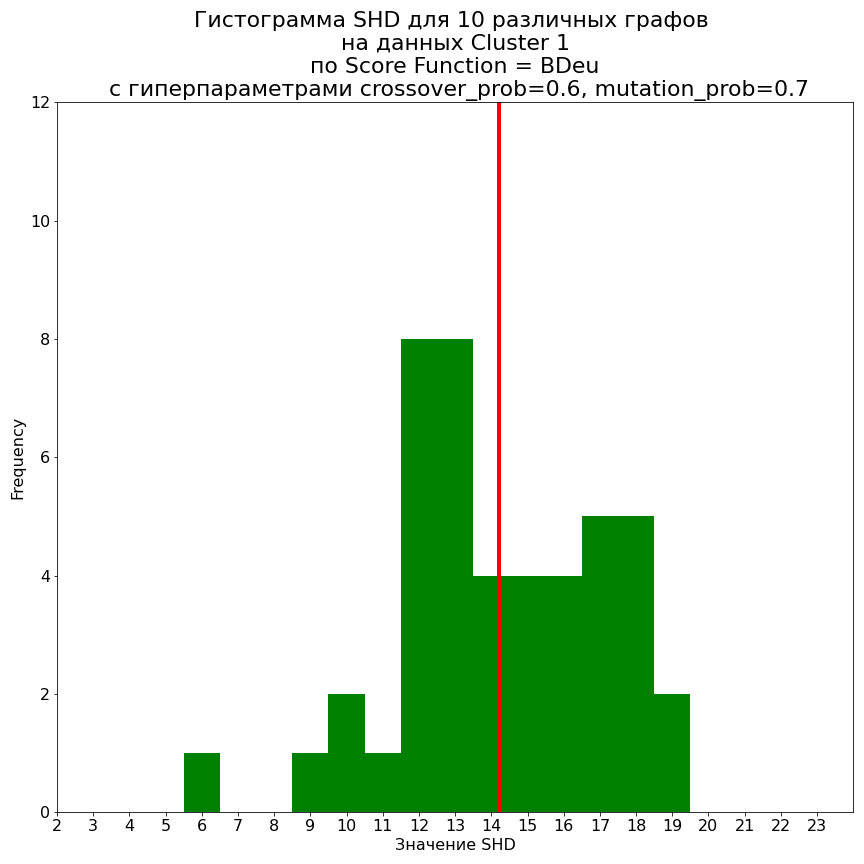 Гистограмма SHD для 10 различных графов
на данных Cluster 1
по Score Function = BDeu
с гиперпараметрами crossover_prob=0.6, mutation_prob=0.7
12
10
8
6
4
2
0
Frequency
2 3 4 5 6 7 8 9 10 11 12 13 14 15 16 17 18 19 20 21 22 23
Значение SHD